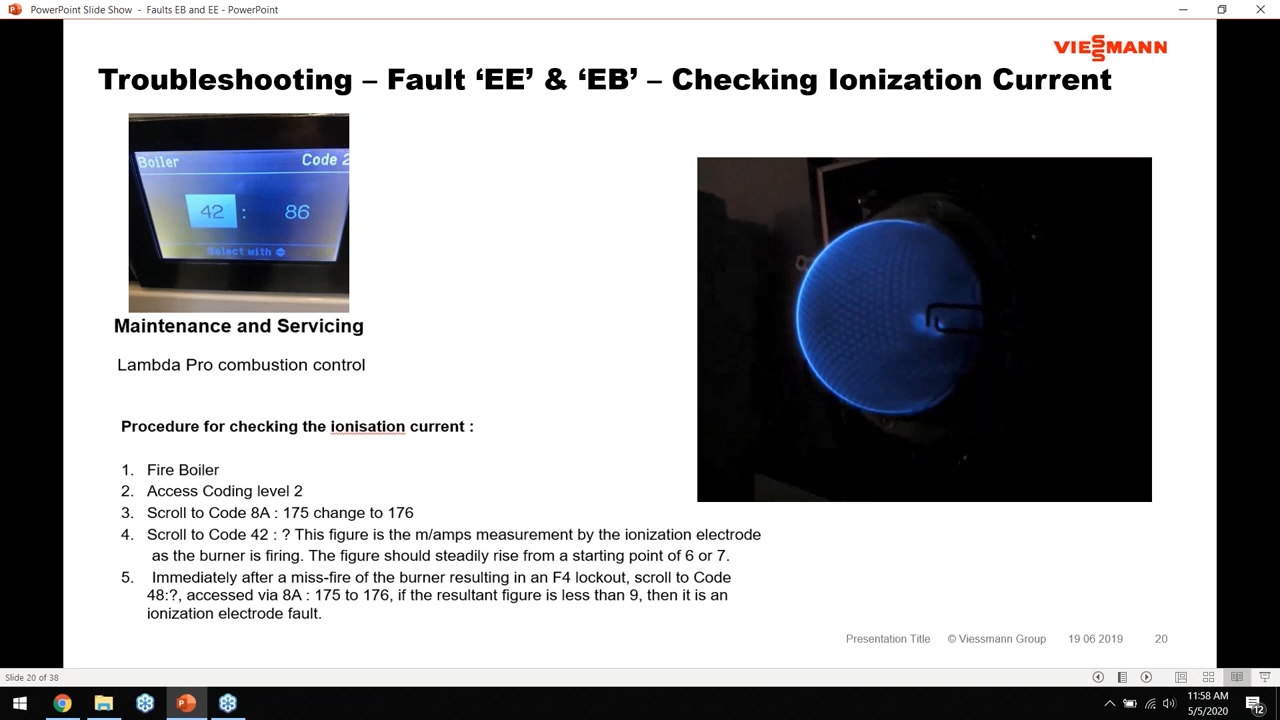 PowerPoint Slide Show - Faults EB and EE - PowerPoint
VIESSMANN
Troubleshooting – Fault ‘EE’ & ‘EB’ – Checking Ionization Current
Boiler Code 2
42 : 86
Select with
Maintenance and Servicing
Lambda Pro combustion control
Procedure for checking the ionisation current :
1. Fire Boiler
2. Access Coding level 2
3. Scroll to Code 8A : 175 change to 176
4. Scroll to Code 42 : ? This figure is the m/amps measurement by the ionization electrode
as the burner is firing. The figure should steadily rise from a starting point of 6 or 7.
5. Immediately after a miss-fire of the burner resulting in an F4 lockout, scroll to Code
48:?, accessed via 8A : 175 to 176, if the resultant figure is less than 9, then it is an
ionization electrode fault.
Presentation Title © Viessmann Group 19 06 2019 20
Slide 20 of 38
11:58 AM
5/5/2020
12